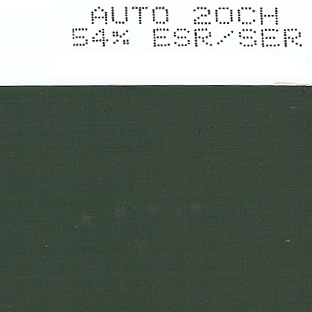 AUTO 20CH
54% ESR/SER